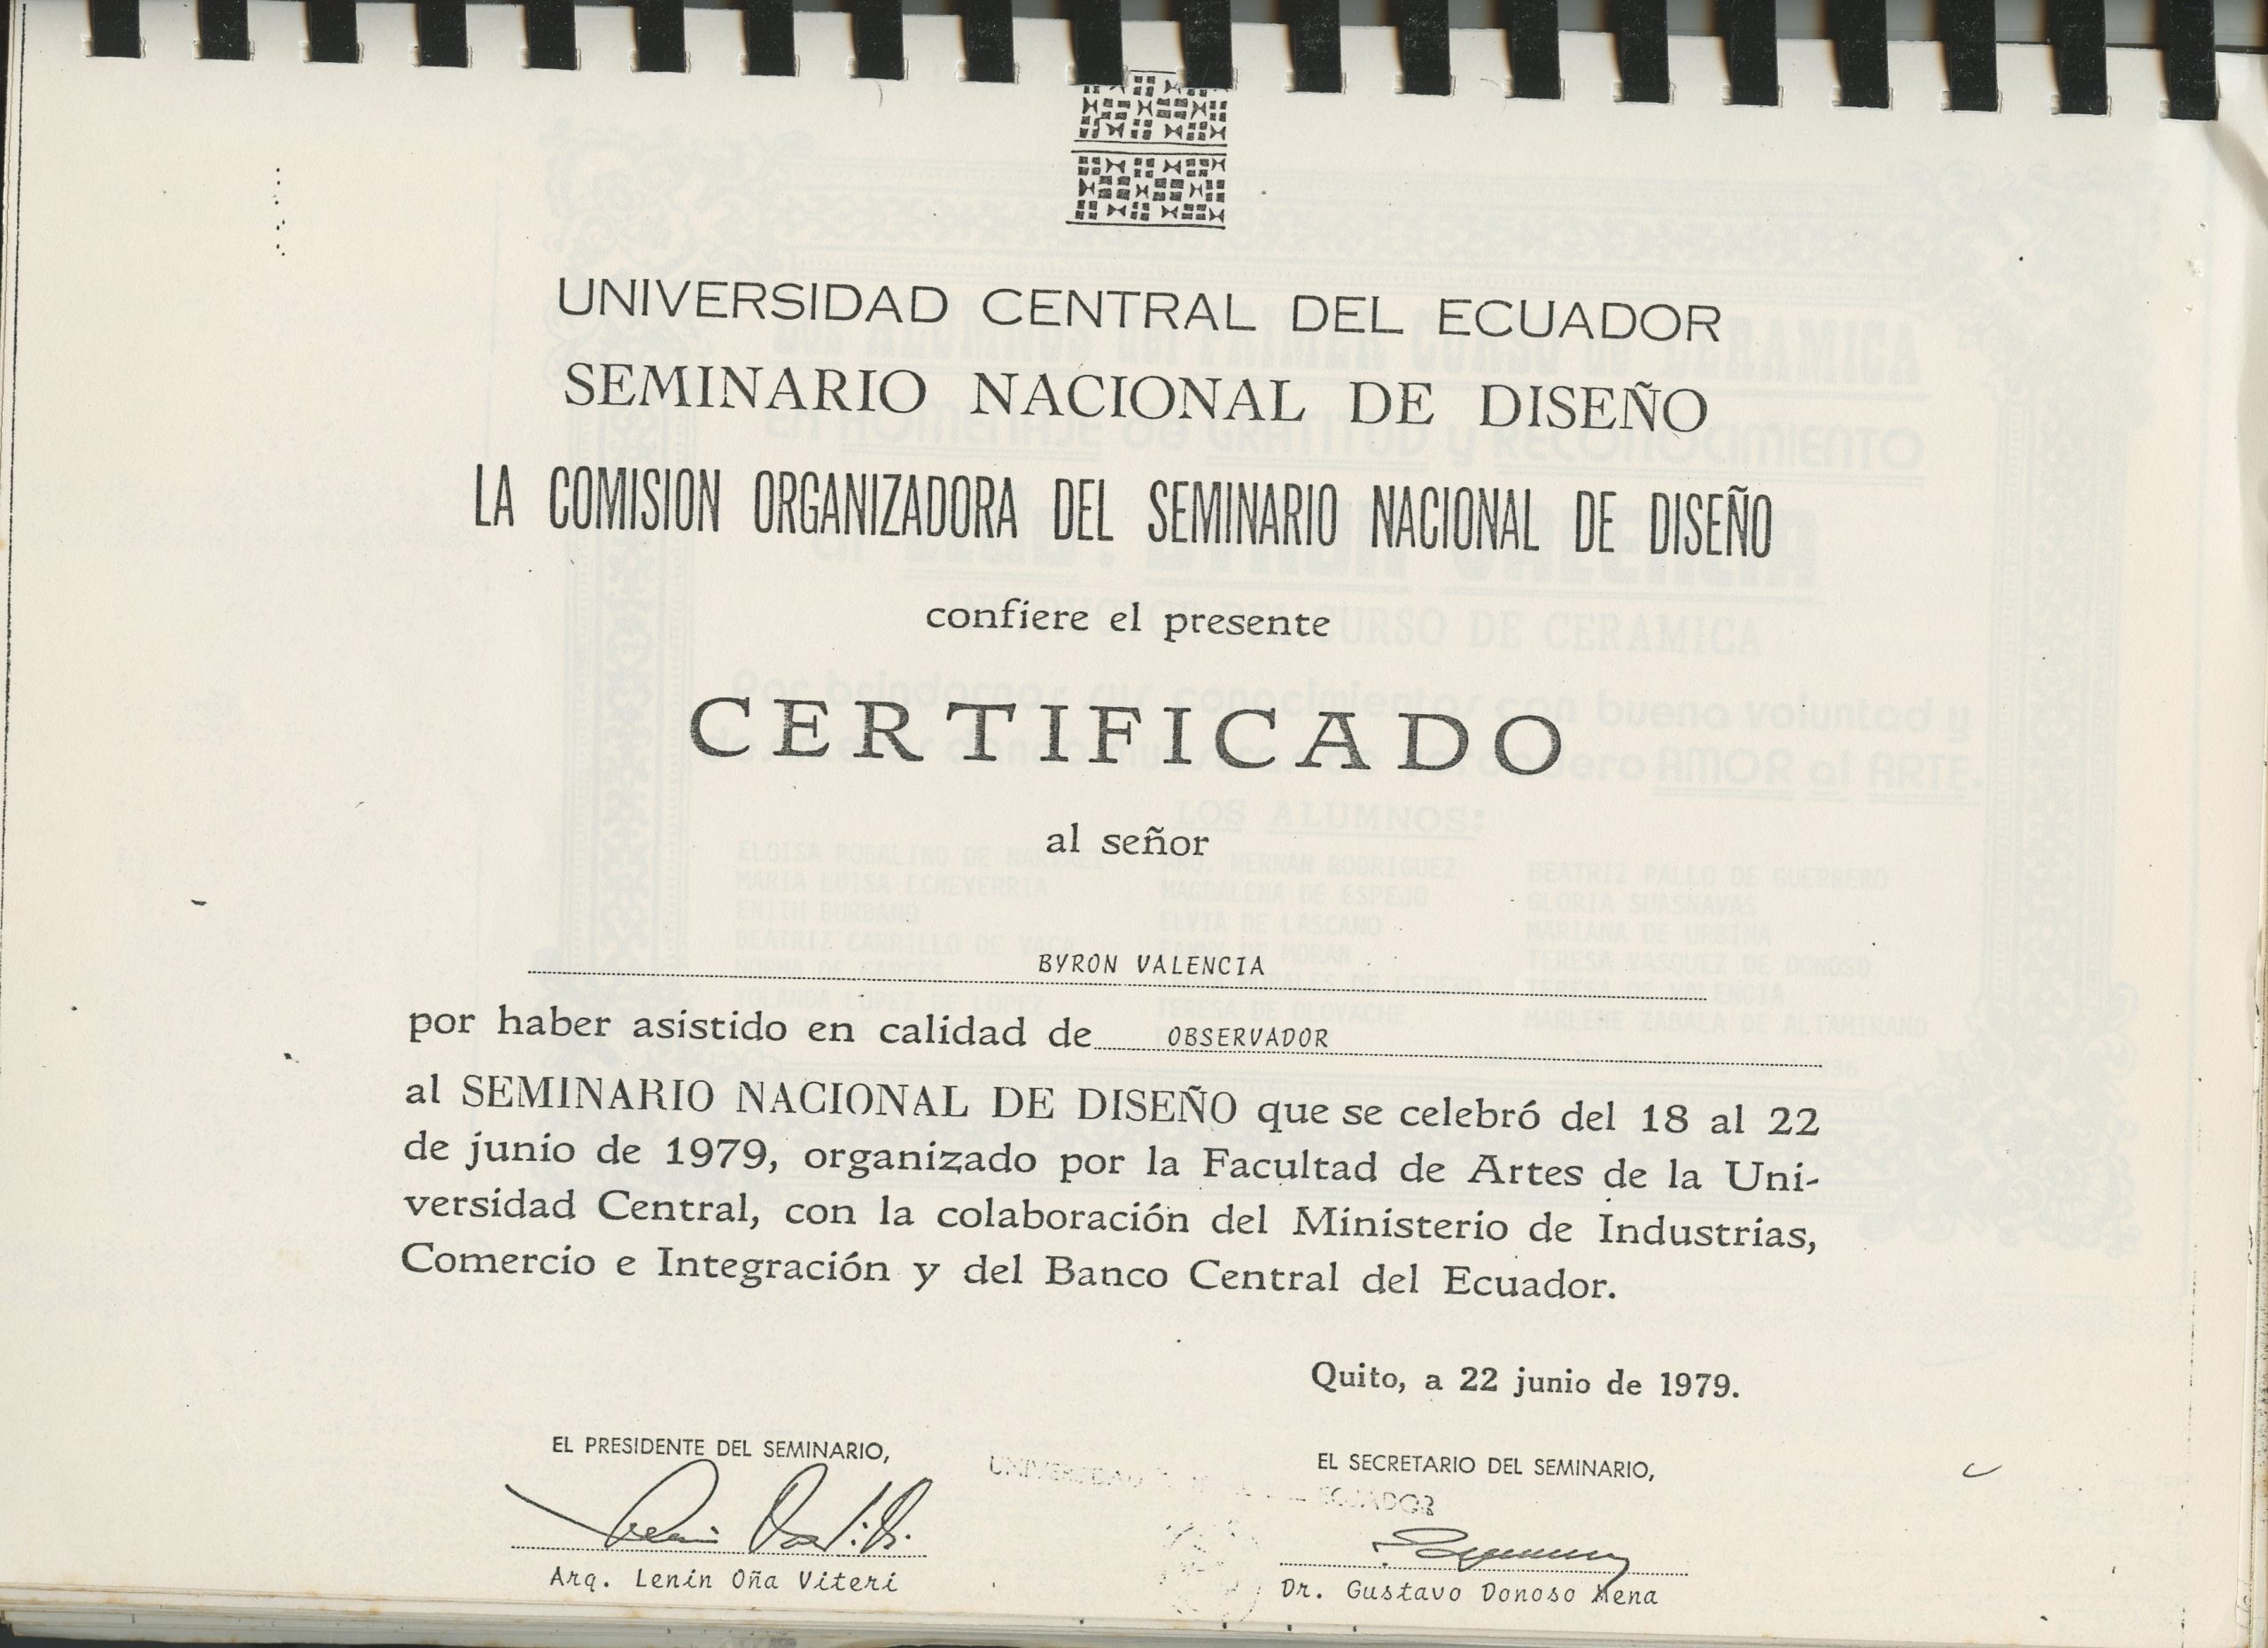 UNIVERSIDAD CENTRAL DEL ECUADOR
SEMINARIO NACIONAL DE DISEÑO
LA COMISION ORGANIZADORA DEL SEMINARIO NACIONAL DE DISEÑO
confiere el presente
CERTIFICADO
al señor
BYRON VALENCIA
por haber asistido en calidad de OBSERVADOR
al SEMINARIO NACIONAL DE DISEÑO que se celebró del 18 al 22
de junio de 1979, organizado por la Facultad de Artes de la Uni-
versidad Central, con la colaboración del Ministerio de Industrias,
Comercio e Integración y del Banco Central del Ecuador.
Quito, a 22 junio de 1979.
EL PRESIDENTE DEL SEMINARIO,
EL SECRETARIO DEL SEMINARIO,
UNIVERSIDAD ECUADOR
Arq. Lenin Oña Viteri
Dr. Gustavo Donoso Mena